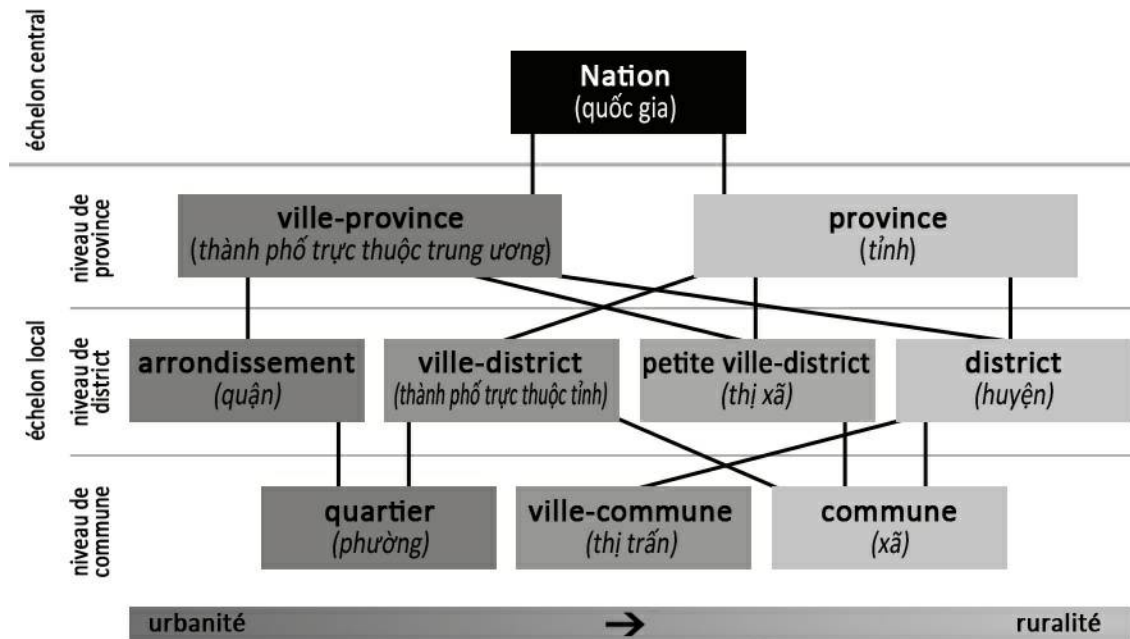 échelon central
Nation
(quốc gia)
échelon local
niveau de
province
ville-province
(thành phố trực thuộc trung ương)
province
(tỉnh)
niveau de
district
arrondissement
(quận)
ville-district
(thành phố trực thuộc tỉnh)
petite ville-district
(thị xã)
district
(huyện)
niveau de
commune
quartier
(phường)
ville-commune
(thị trấn)
commune
(xã)
urbanité
→
ruralité